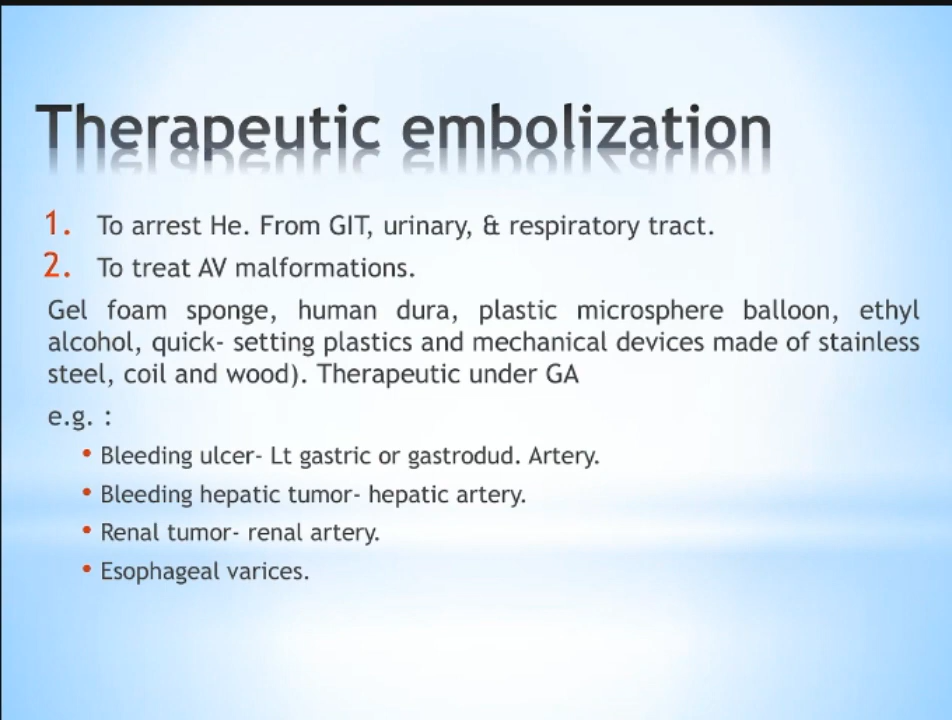 Therapeutic embolization
1. To arrest He. From GIT, urinary, & respiratory tract.
2. To treat AV malformations.
Gel foam sponge, human dura, plastic microsphere balloon, ethyl
alcohol, quick- setting plastics and mechanical devices made of stainless
steel, coil and wood). Therapeutic under GA
e.g. :
• Bleeding ulcer- Lt gastric or gastrodud. Artery.
• Bleeding hepatic tumor- hepatic artery.
• Renal tumor- renal artery.
• Esophageal varices.